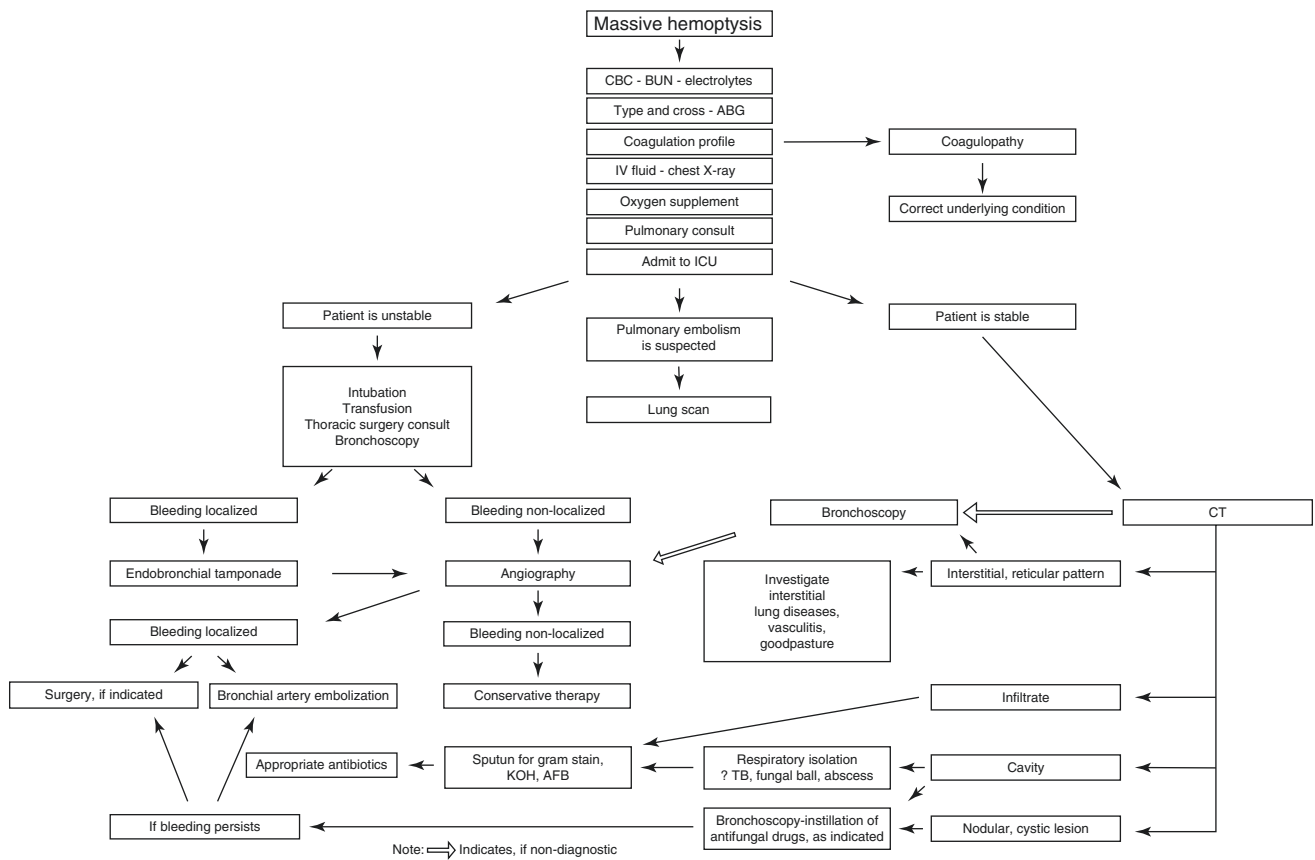 Massive hemoptysis
CBC - BUN - electrolytes
Type and cross - ABG
Coagulation profile
Coagulopathy
IV fluid - chest X-ray
Oxygen supplement
Correct underlying condition
Pulmonary consult
Admit to ICU
Patient is unstable
Pulmonary embolism
is suspected
Patient is stable
Intubation
Transfusion
Thoracic surgery consult
Bronchoscopy
Lung scan
Bleeding localized
Bleeding non-localized
Bronchoscopy
CT
Endobronchial tamponade
Angiography
Investigate
interstitial
lung diseases,
vasculitis,
goodpasture
Interstitial, reticular pattern
Bleeding localized
Bleeding non-localized
Surgery, if indicated
Bronchial artery embolization
Conservative therapy
Infiltrate
Appropriate antibiotics
Sputun for gram stain,
KOH, AFB
Respiratory isolation
? TB, fungal ball, abscess
Cavity
If bleeding persists
Bronchoscopy-instillation of
antifungal drugs, as indicated
Nodular, cystic lesion
Note: Indicates, if non-diagnostic